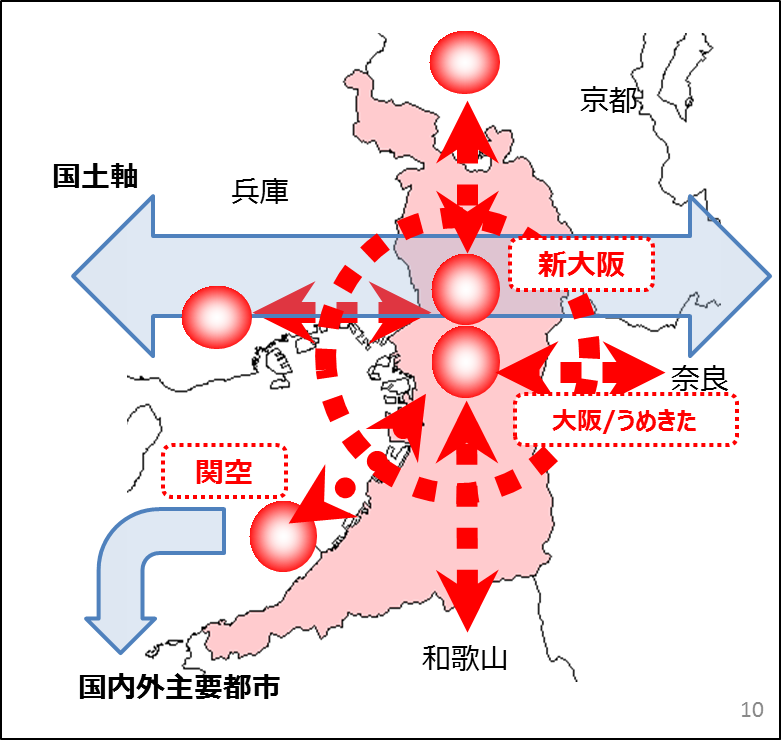 京都
国土軸
兵庫
新大阪
奈良
大阪/うめきた
関空
和歌山
国内外主要都市
10